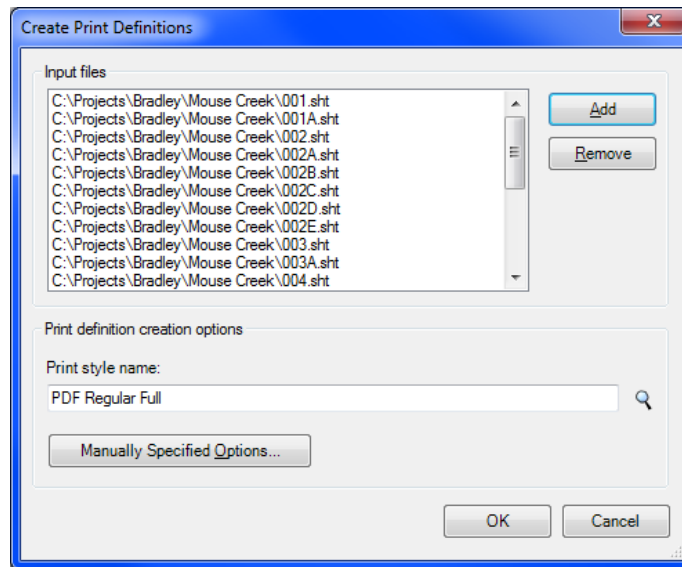 Create Print Definitions
Input files
C:\Projects\Bradley\Mouse Creek\001.sht
C:\Projects\Bradley\Mouse Creek\001A.sht
C:\Projects\Bradley\Mouse Creek\002.sht
C:\Projects\Bradley\Mouse Creek\002A.sht
C:\Projects\Bradley\Mouse Creek\002B.sht
C:\Projects\Bradley\Mouse Creek\002C.sht
C:\Projects\Bradley\Mouse Creek\002D.sht
C:\Projects\Bradley\Mouse Creek\002E.sht
C:\Projects\Bradley\Mouse Creek\003.sht
C:\Projects\Bradley\Mouse Creek\003A.sht
C:\Projects\Bradley\Mouse Creek\004.sht
Add
Remove
Print definition creation options
Print style name:
PDF Regular Full
Manually Specified Options...
OK Cancel